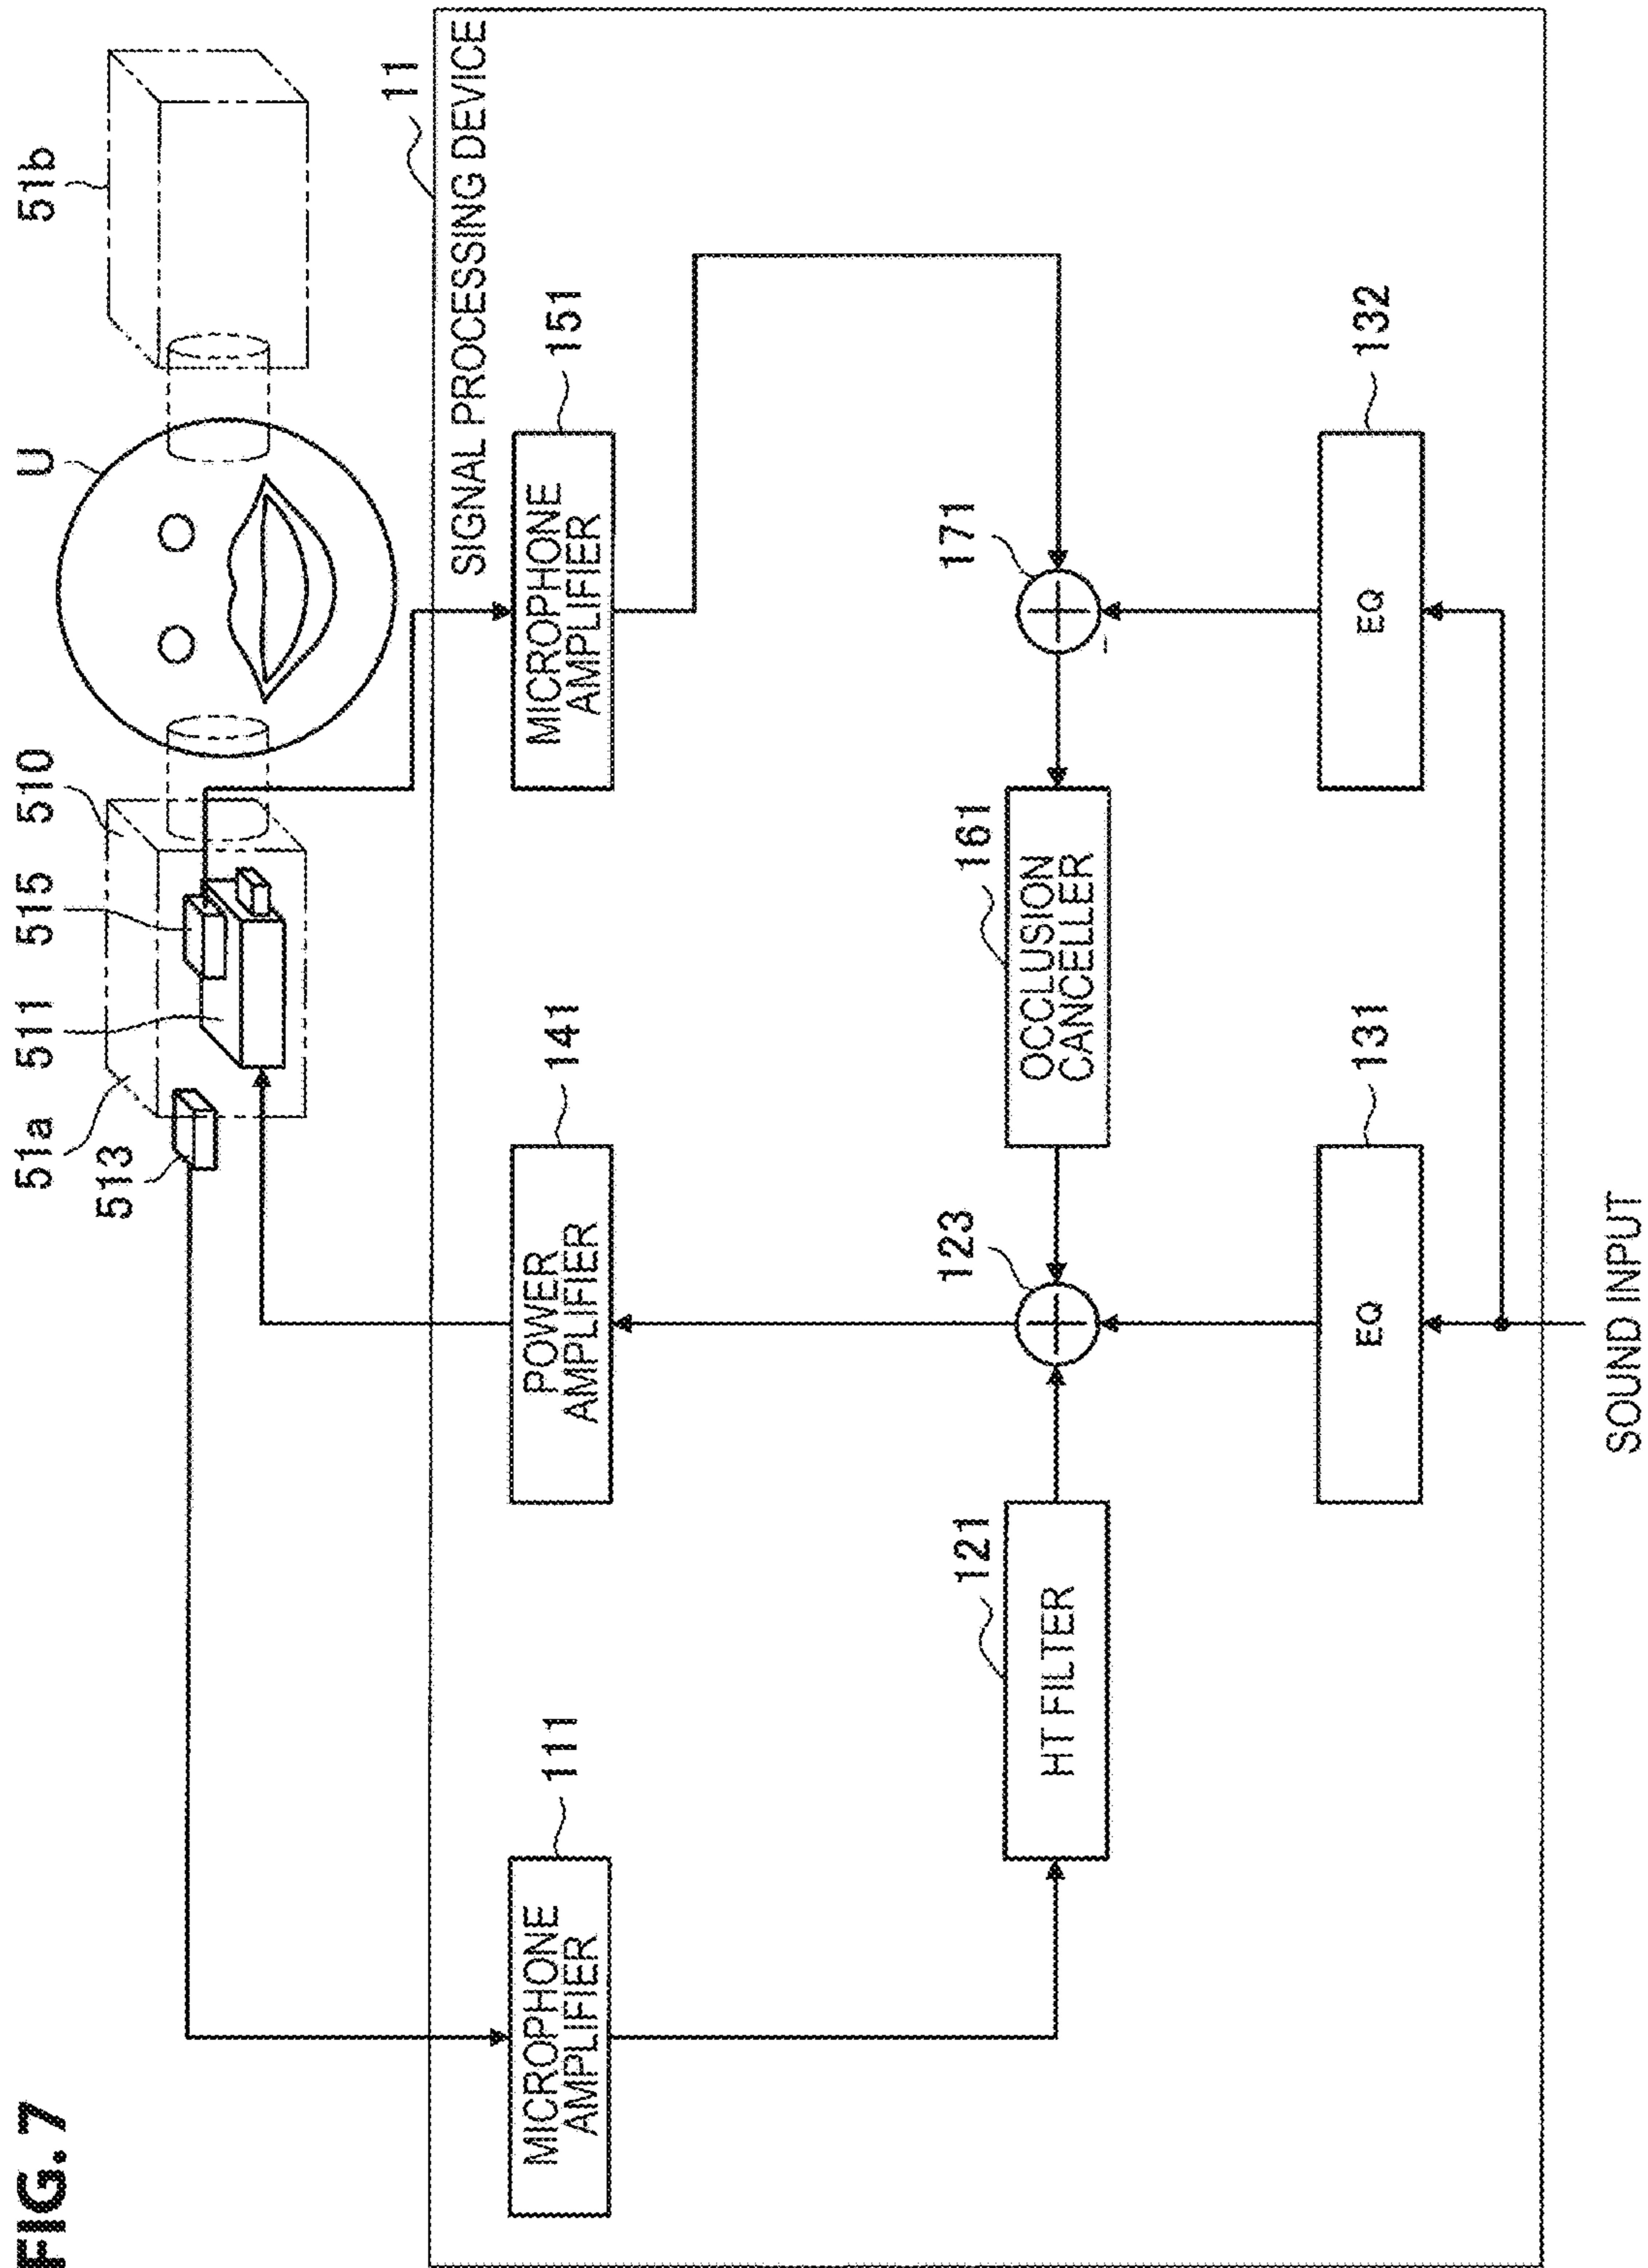 FIG.7
51a
511
515
510
U
51b
513
11
SIGNAL PROCESSING DEVICE
111
MICROPHONE
AMPLIFIER
141
POWER
AMPLIFIER
151
MICROPHONE
AMPLIFIER
121
HT FILTER
123
161
OCCLUSION
CANCELLER
171
131
EQ
132
EQ
SOUND INPUT